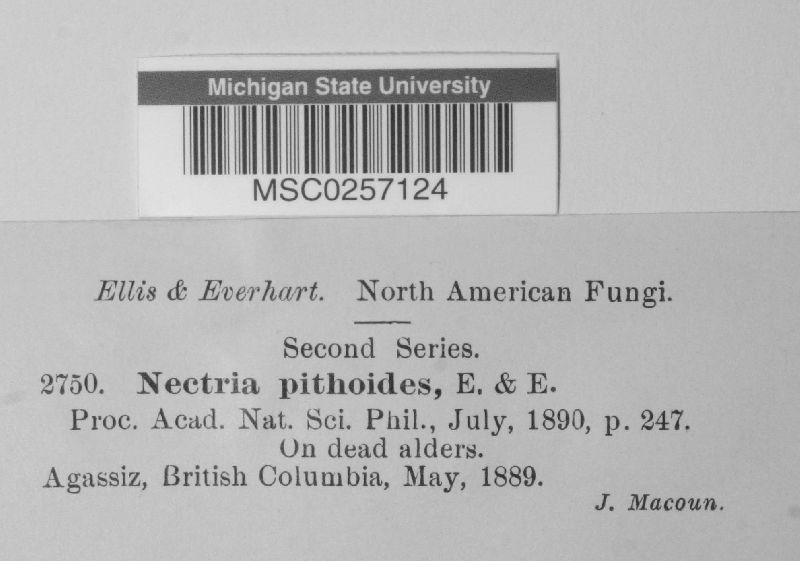 Michigan State University
MSC0257124
Ellis & Everhart. North American Fungi.
Second Series.
2750. Nectria pithoides, E. & E.
Proc. Acad. Nat. Sci. Phil., July, 1890, p. 247.
On dead alders.
Agassiz, British Columbia, May, 1889.
J. Macoun.